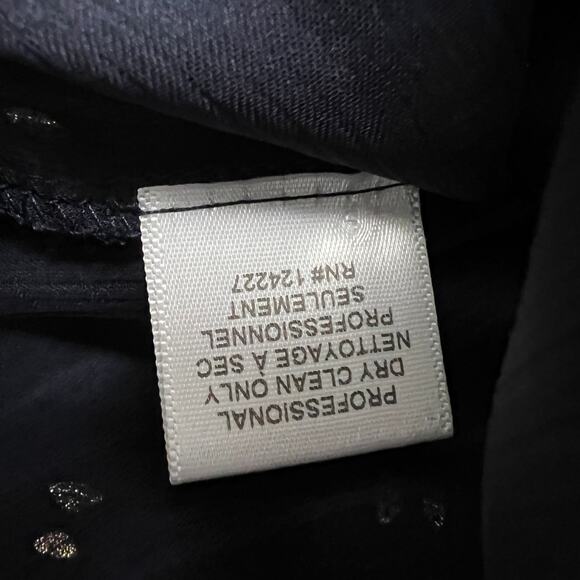 PROFESSIONAL
DRY CLEAN ONLY
NETTOYAGE À SEC
PROFESSIONNEL
SEULEMENT
RN# 124227